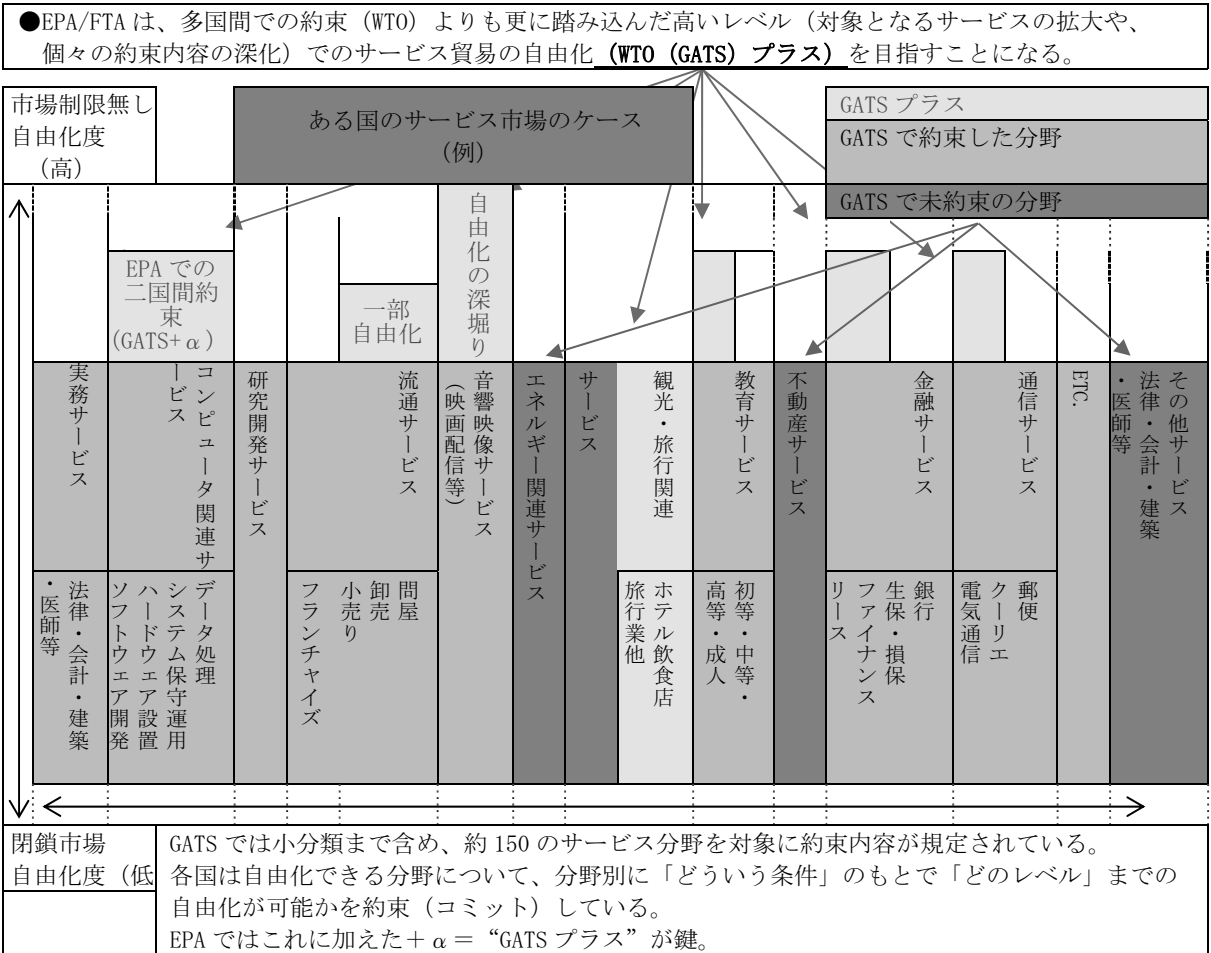 ●EPA/FTA は、多国間での約束（WTO）よりも更に踏み込んだ高いレベル（対象となるサービスの拡大や、
個々の約束内容の深化）でのサービス貿易の自由化（WTO（GATS）プラス）を目指すことになる。
市場制限無し
自由化度
（高）
ある国のサービス市場のケース
（例）
GATS プラス
GATS で約束した分野
GATS で未約束の分野
EPA での
二国間約
束
(GATS+α）
一部
自由化
自由化の深堀り
実務サービス
コンピュータ関連サ
ービス
研究開発サービス
流通サービス
音響映像サービス
（映画配信等）
エネルギー関連サービス
サービス
観光・旅行関連
教育サービス
不動産サービス
金融サービス
通信サービス
ETC.
その他サービス
法律・会計・建築
・医師等
法律・会計・建築
・医師等
データ処理
システム保守運用
ハードウェア設置
ソフトウェア開発
問屋
卸売
小売り
フランチャイズ
ホテル飲食店
旅行業他
初等・中等・
高等・成人
銀行
生保・損保
ファイナンス
リース
郵便
クーリエ
電気通信
閉鎖市場
自由化度（低
GATS では小分類まで含め、約 150 のサービス分野を対象に約束内容が規定されている。
各国は自由化できる分野について、分野別に「どういう条件」のもとで「どのレベル」までの
自由化が可能かを約束（コミット）している。
EPA ではこれに加えた＋α＝“GATS プラス”が鍵。